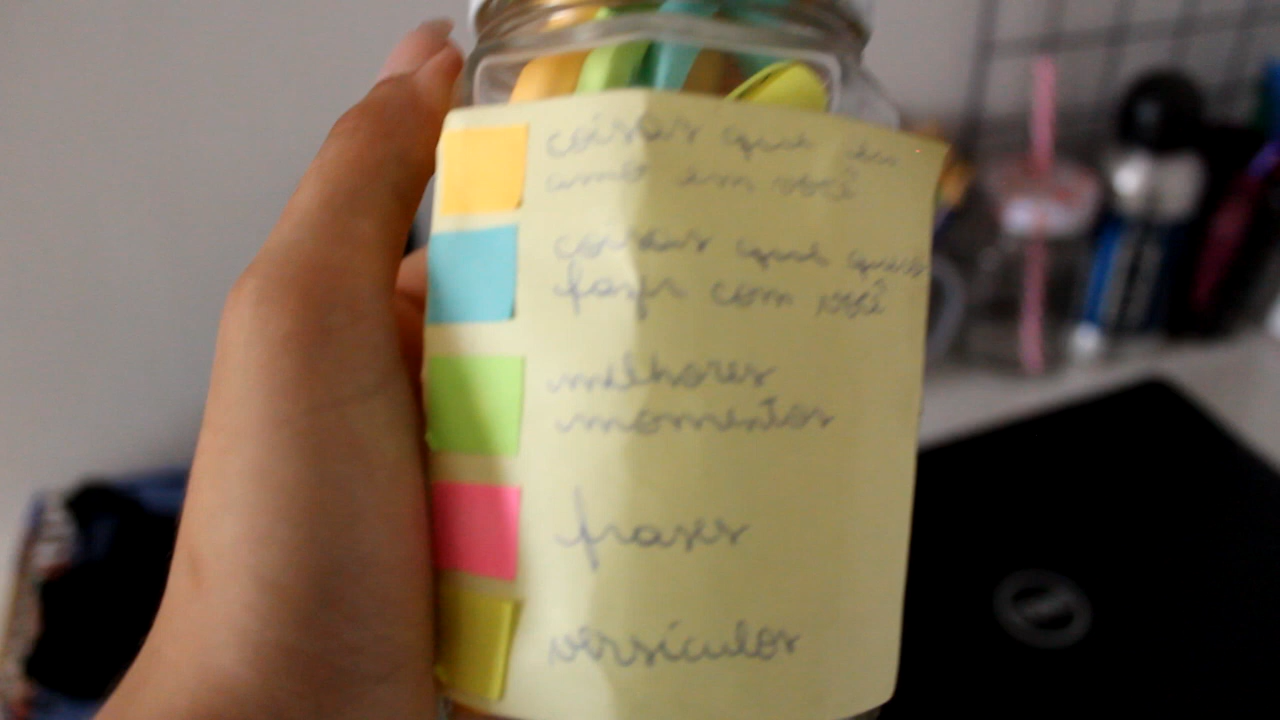 coisas que eu
amo em você
coisas que quero
fazer com você
melhores
momentos
frases
versículos